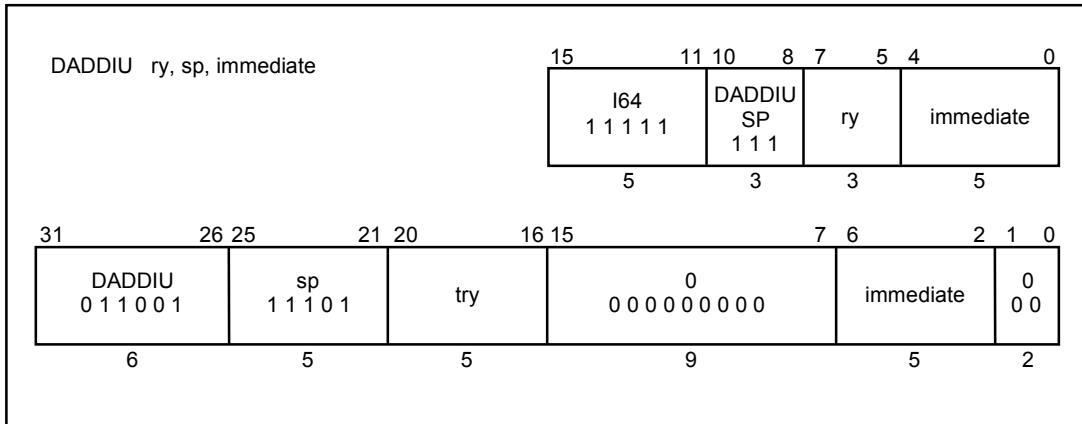 DADDIU ry, sp, immediate
15 11 10 8 7 5 4 0
I64 DADDIU SP ry immediate
1 1 1 1 1 1 1 1
5 3 3 5
31 26 25 21 20 16 15 7 6 2 1 0
DADDIU sp try 0 immediate 0
0 1 1 0 0 1 1 1 1 0 1 0 0 0 0 0 0 0 0 0 0 0
6 5 5 9 5 2